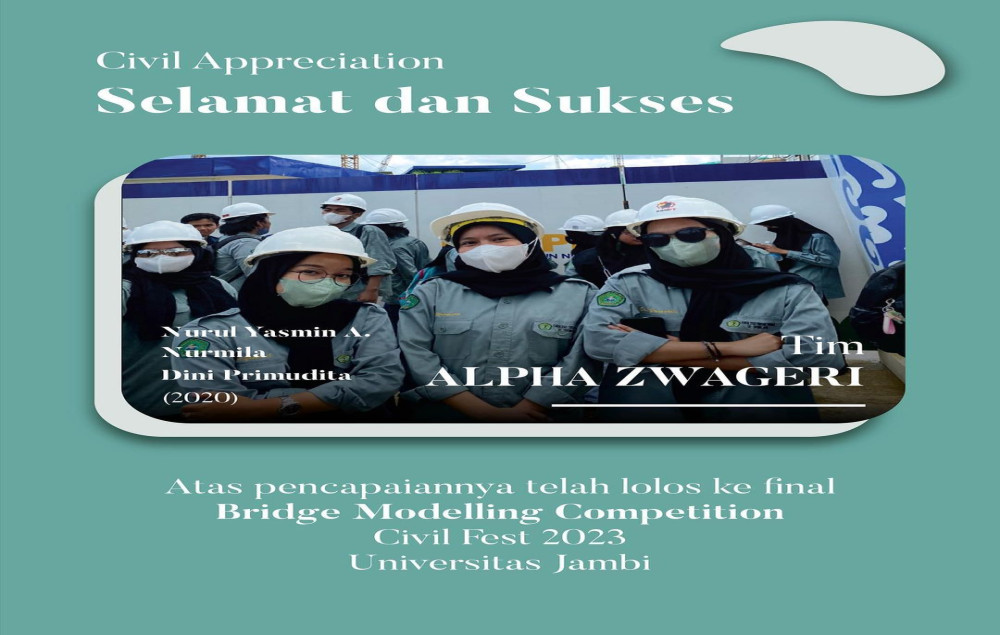 Civil Appreciation
Selamat dan Sukses
Nurul Yasmin A.
Nurmila
Dini Primudita
(2020)
Tim
ALPHA ZWAGERI
Atas pencapaiannya telah lolos ke final
Bridge Modelling Competition
Civil Fest 2023
Universitas Jambi